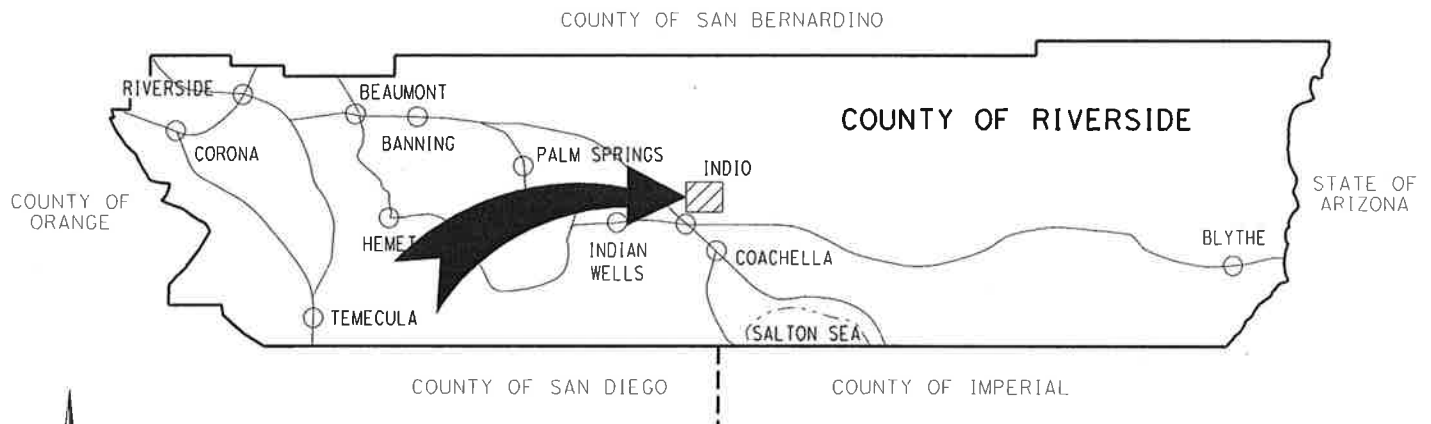 COUNTY OF SAN BERNARDINO
RIVERSIDE
BEAUMONT
COUNTY OF RIVERSIDE
BANNING
CORONA
PALM SPRINGS
INDIO
COUNTY OF
ORANGE
STATE OF
ARIZONA
HEMET
INDIAN
WELLS
COACHELLA
BLYTHE
TEMECULA
SALTON SEA
COUNTY OF SAN DIEGO
COUNTY OF IMPERIAL